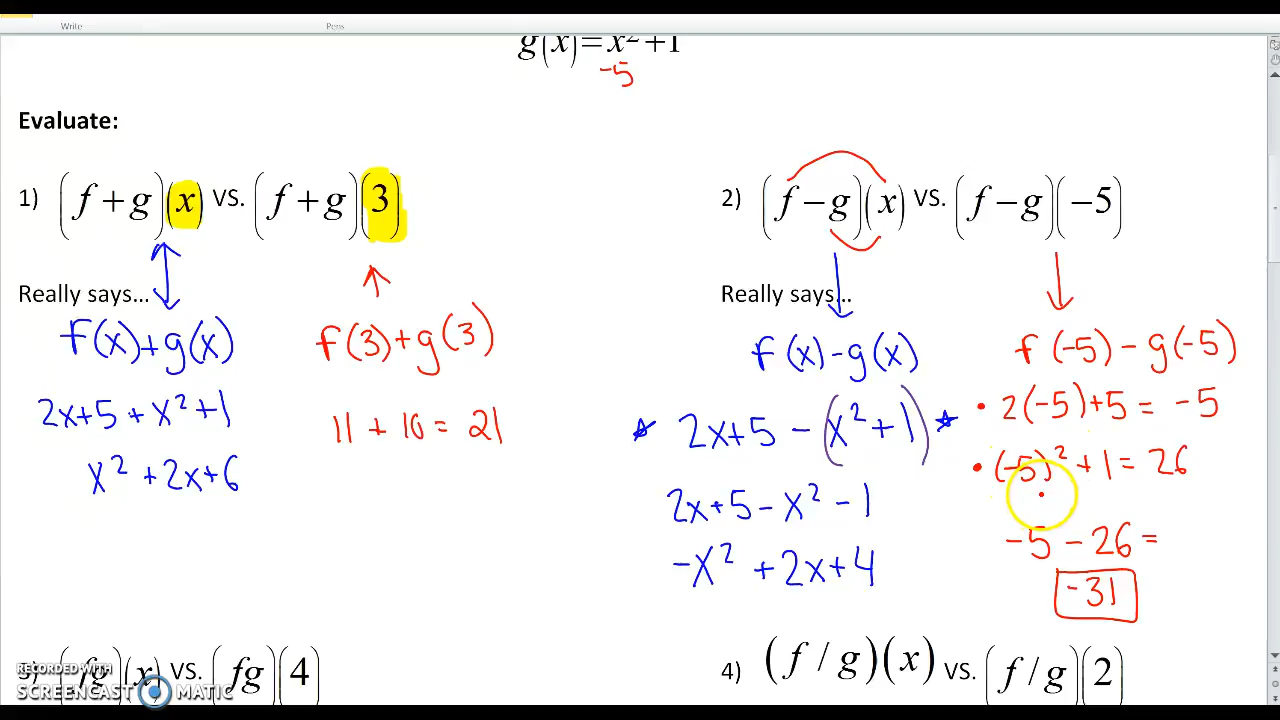 Write Pens
g(x)=x²+1
-5
Evaluate:
1) (f+g)(x) VS. (f+g)(3)
Really says...
f(x)+g(x)
f(3)+g(3)
2x+5+x²+1
11+10=21
x²+2x+6
2) (f−g)(x) VS. (f−g)(−5)
Really says...
f(x)-g(x)
f(-5)-g(-5)
2x+5-(x²+1)
• 2(-5)+5=-5
• (-5)²+1=26
2x+5-x²-1
-5-26=
-x²+2x+4
-31
3) (fg)(x) VS. (fg)(4)
4) (f/g)(x) VS. (f/g)(2)
RECORDED WITH
SCREENCAST MATIC